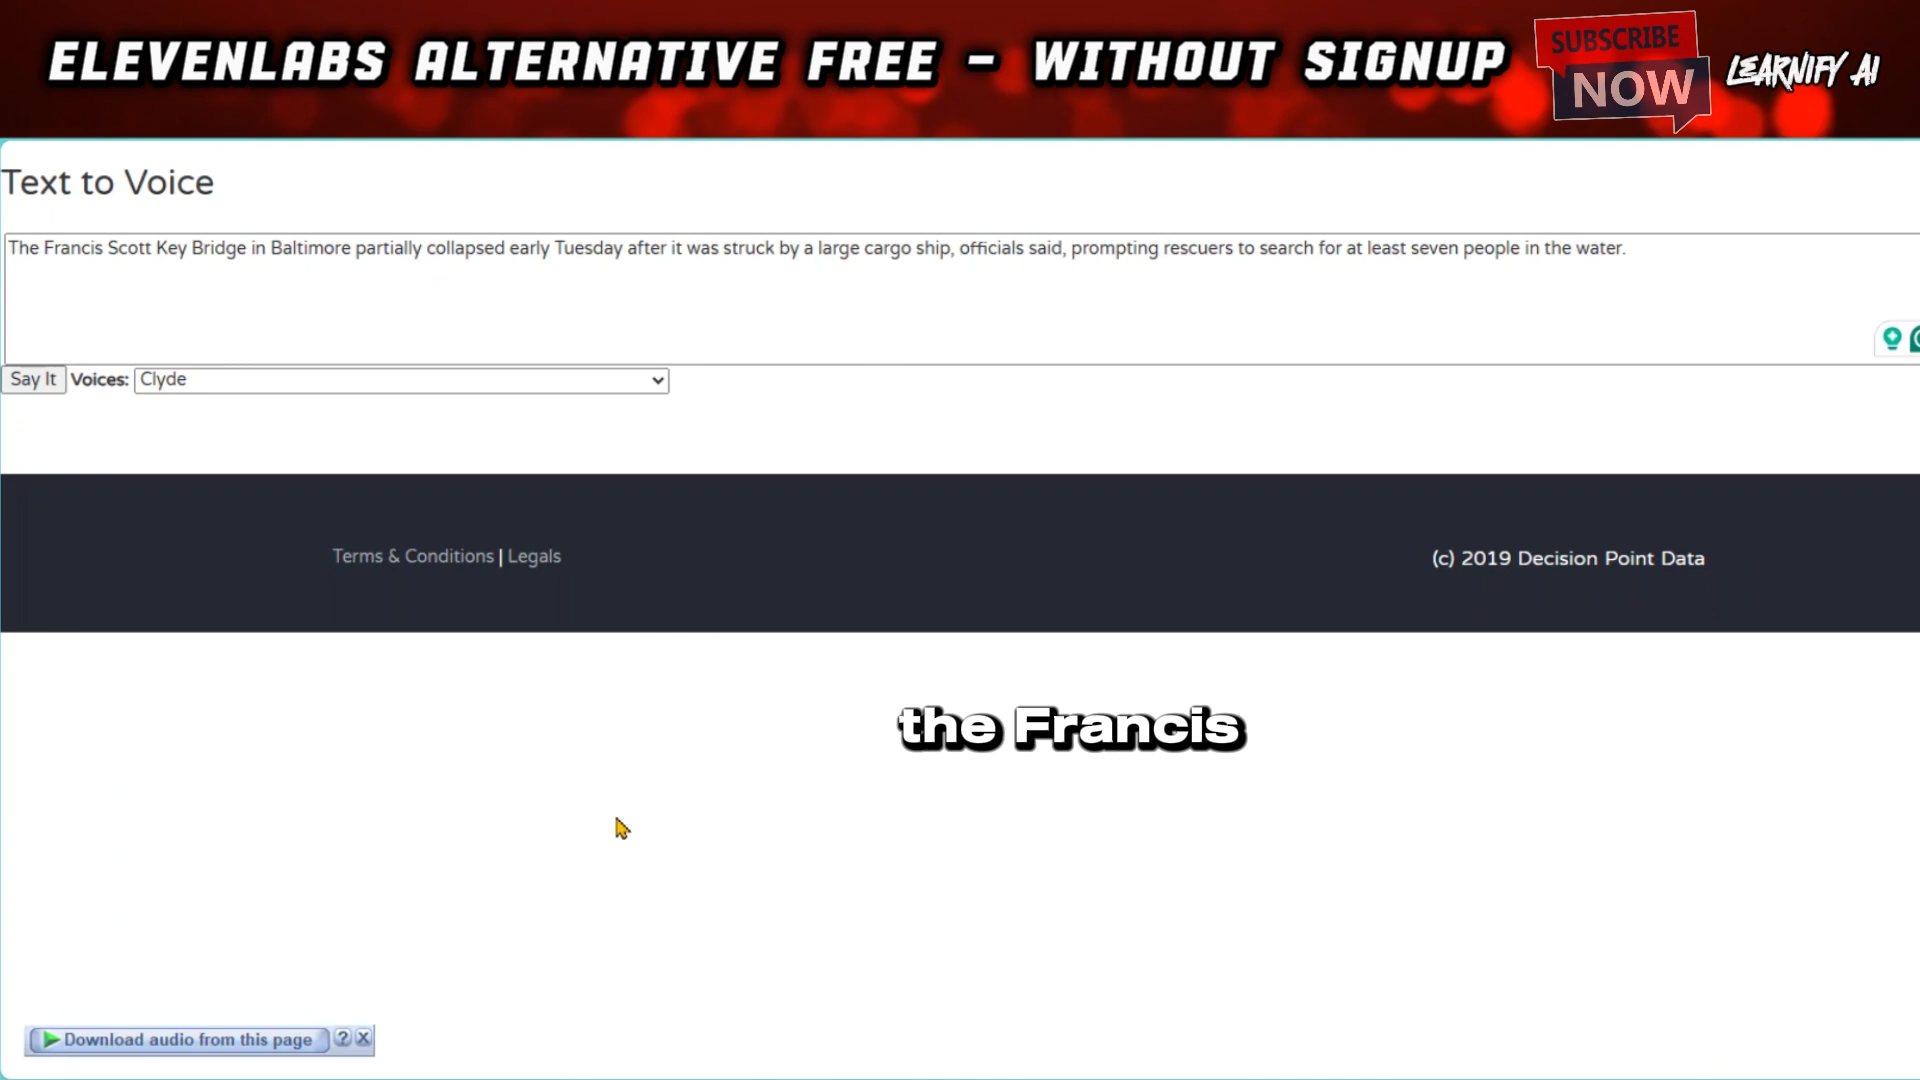 ELEVENLABS ALTERNATIVE FREE - WITHOUT SIGNUP
SUBSCRIBE
NOW
LEARNIFY AI
Text to Voice
The Francis Scott Key Bridge in Baltimore partially collapsed early Tuesday after it was struck by a large cargo ship, officials said, prompting rescuers to search for at least seven people in the water.
Say It Voices: Clyde
Terms & Conditions | Legals
(c) 2019 Decision Point Data
the Francis
Download audio from this page ? X